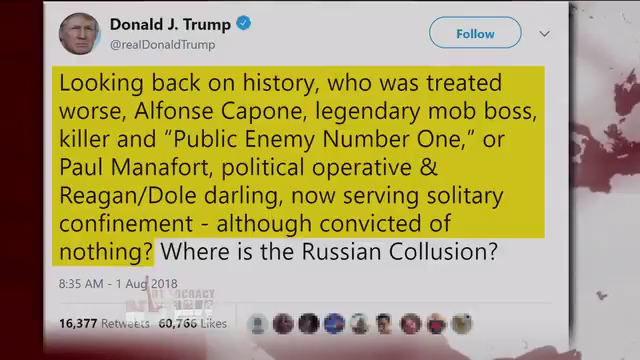 Donald J. Trump
@realDonaldTrump
Follow
Looking back on history, who was treated
worse, Alfonse Capone, legendary mob boss,
killer and “Public Enemy Number One,” or
Paul Manafort, political operative &
Reagan/Dole darling, now serving solitary
confinement - although convicted of
nothing? Where is the Russian Collusion?
8:35 AM - 1 Aug 2018
DEMOCRACY
NOW!
16,377 Retweets 60,766 Likes